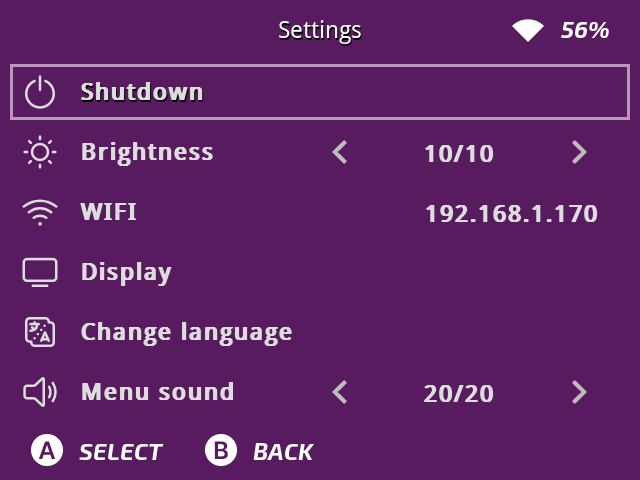 Settings 56%
Shutdown
Brightness 10/10
WIFI 192.168.1.170
Display
Change language
Menu sound 20/20
A SELECT B BACK